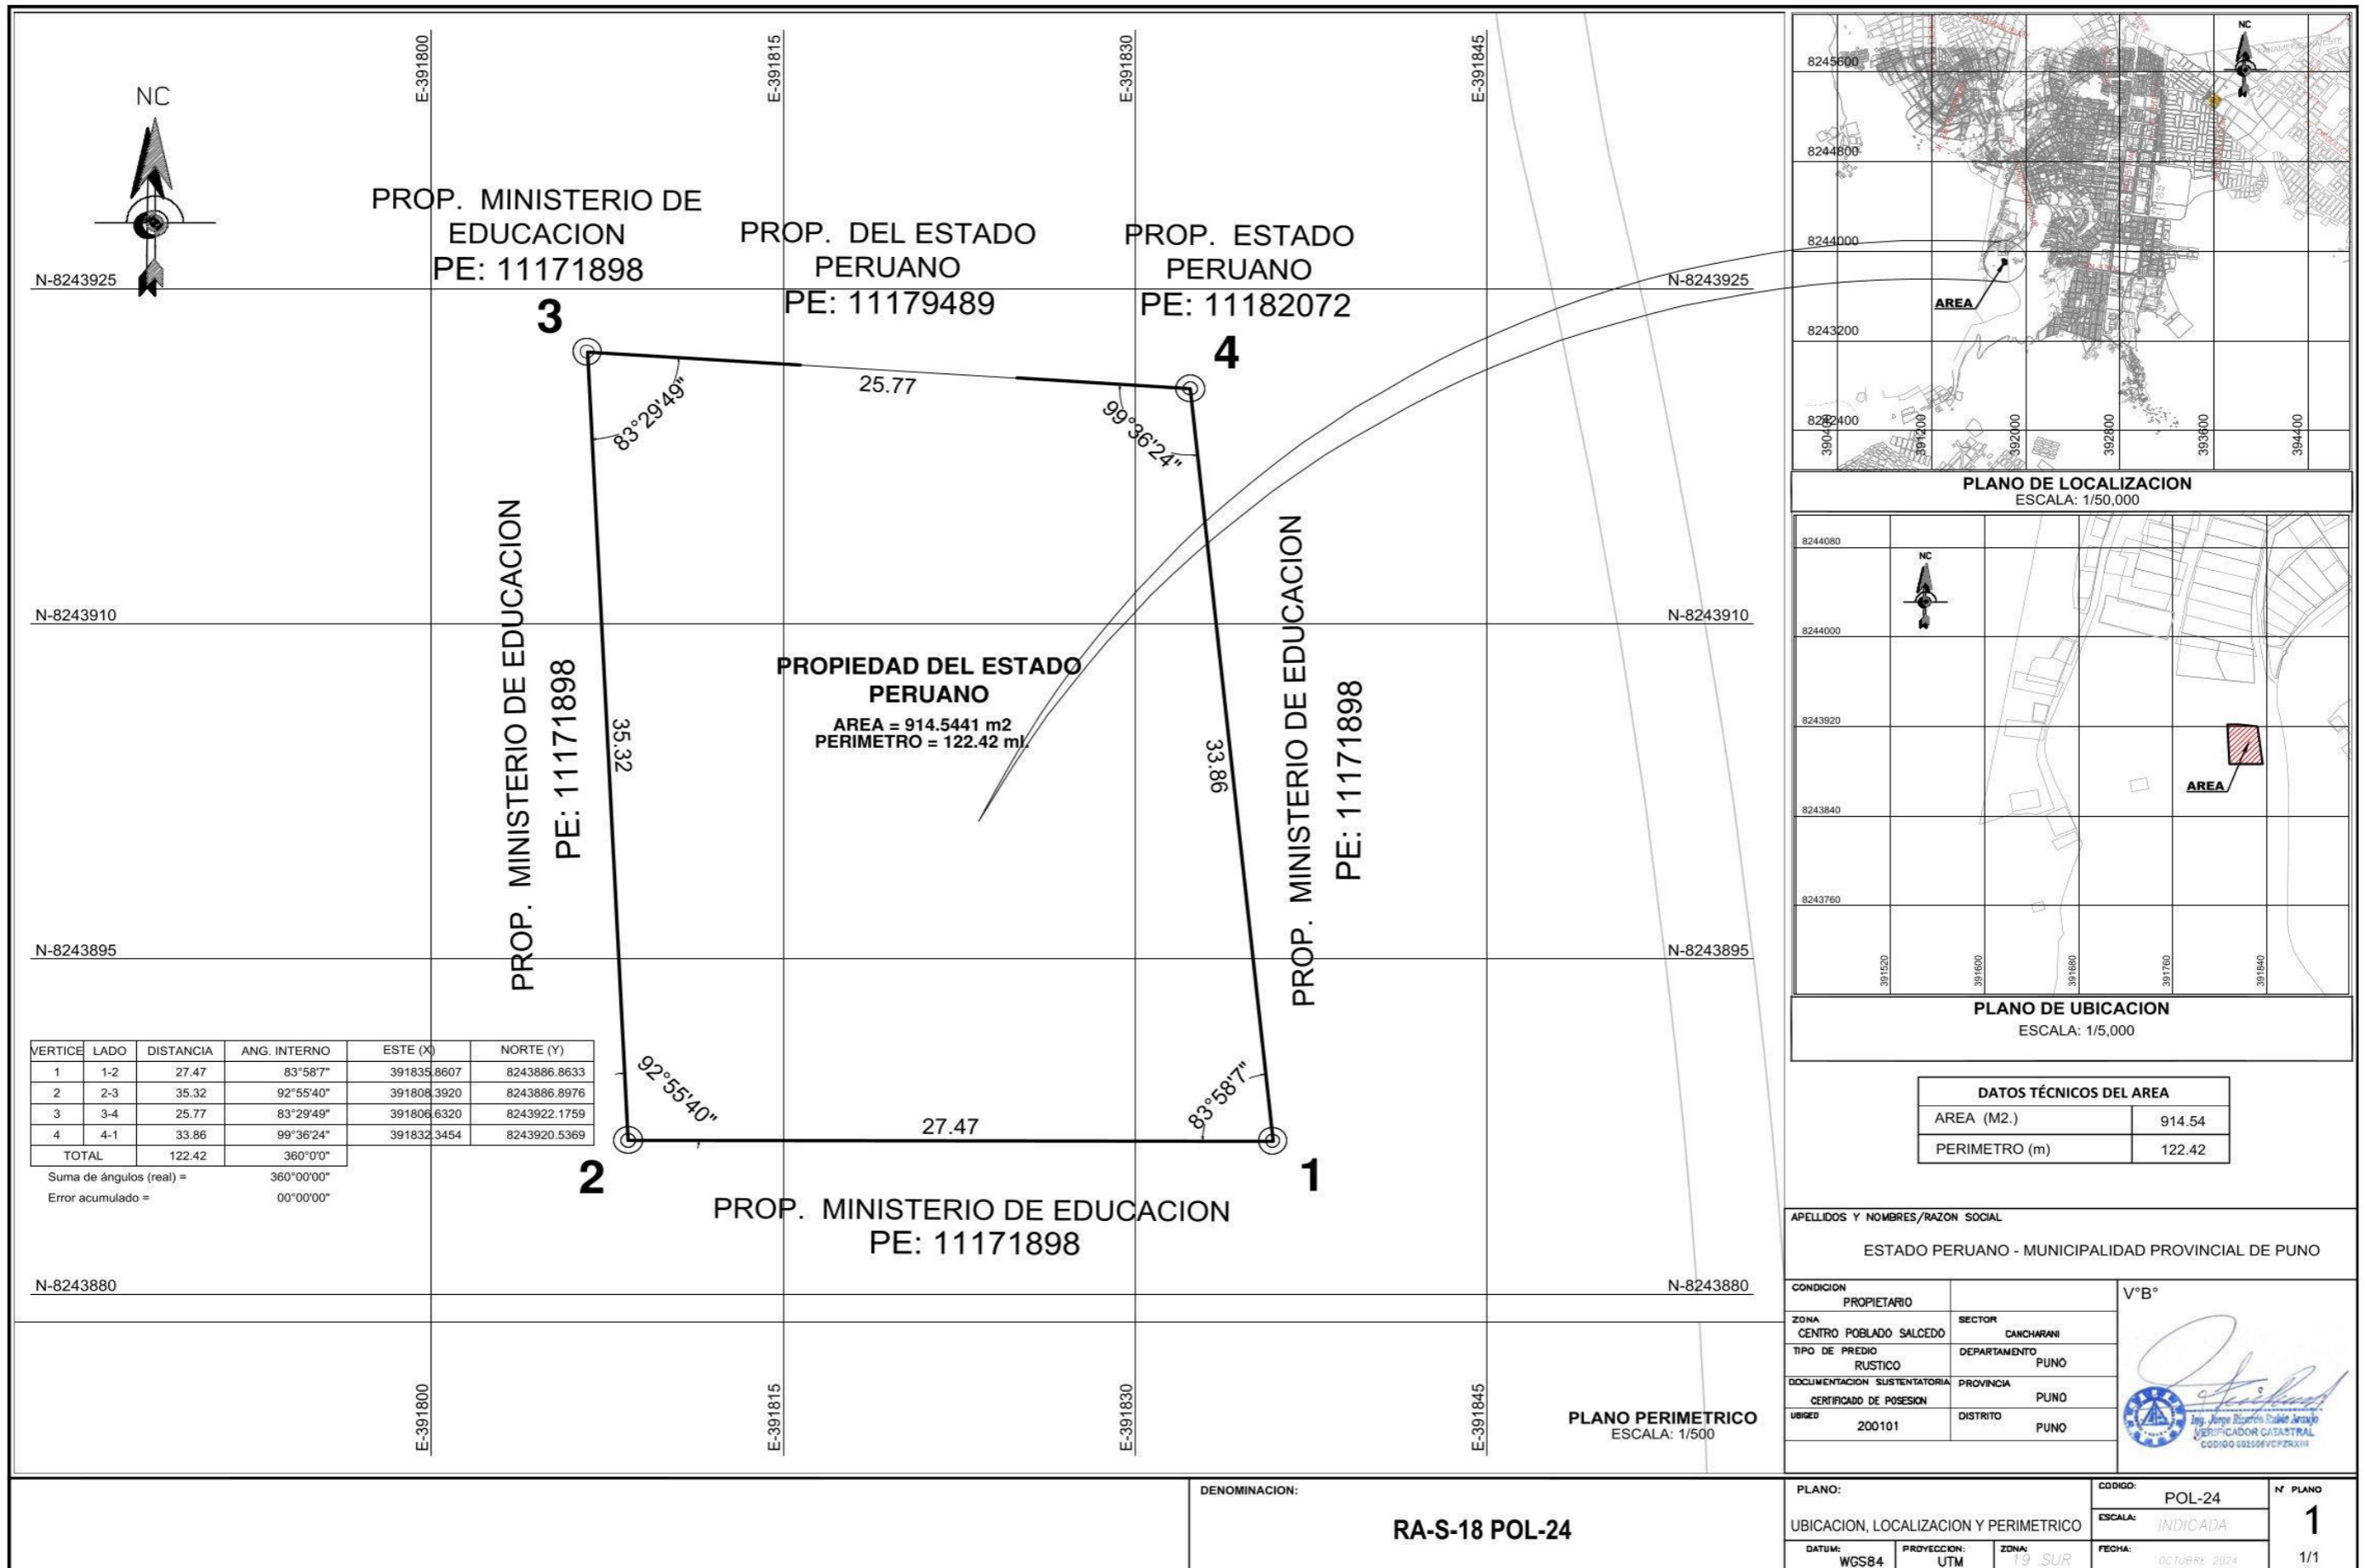 E-391800
E-391815
E-391830
E-391845
NC
PROP. MINISTERIO DE
EDUCACION
PE: 11171898
PROP. DEL ESTADO
PERUANO
PE: 11179489
PROP. ESTADO
PERUANO
PE: 11182072
N-8243925
N-8243925
3
4
25.77
83°29'49"
99°36'24"
PROP. MINISTERIO DE EDUCACION
PE: 11171898
35.32
N-8243910
N-8243910
PROPIEDAD DEL ESTADO
PERUANO
AREA = 914.5441 m2
PERIMETRO = 122.42 ml.
33.86
PROP. MINISTERIO DE EDUCACION
PE: 11171898
N-8243895
N-8243895
VERTICE LADO DISTANCIA ANG. INTERNO ESTE (X) NORTE (Y)
1 1-2 27.47 83°58'7" 391835.8607 8243886.8633
2 2-3 35.32 92°55'40" 391808.3920 8243886.8976
3 3-4 25.77 83°29'49" 391806.6320 8243922.1759
4 4-1 33.86 99°36'24" 391832.3454 8243920.5369
TOTAL 122.42 360°0'0"
Suma de ángulos (real) = 360°00'00"
Error acumulado = 00°00'00"
92°55'40"
83°58'7"
27.47
2
1
PROP. MINISTERIO DE EDUCACION
PE: 11171898
N-8243880
N-8243880
E-391800
E-391815
E-391830
E-391845
PLANO PERIMETRICO
ESCALA: 1/500
NC
8245600
8244800
8244000
8243200
8242400
AREA
390400
391200
392000
392800
393600
394400
PLANO DE LOCALIZACION
ESCALA: 1/50,000
8244080
NC
8244000
8243920
8243840
8243760
AREA
391520
391600
391680
391760
391840
PLANO DE UBICACION
ESCALA: 1/5,000
DATOS TÉCNICOS DEL AREA
AREA (M2.) 914.54
PERIMETRO (m) 122.42
APELLIDOS Y NOMBRES/RAZON SOCIAL
ESTADO PERUANO - MUNICIPALIDAD PROVINCIAL DE PUNO
CONDICION
PROPIETARIO
V°B°
ZONA
CENTRO POBLADO SALCEDO
SECTOR
CANCHARANI
TIPO DE PREDIO
RUSTICO
DEPARTAMENTO
PUNO
DOCUMENTACION SUSTENTATORIA
CERTIFICADO DE POSESION
PROVINCIA
PUNO
UBIGEO
200101
DISTRITO
PUNO
Ing. Jorge Ricardo Rubio Araujo
VERIFICADOR CATASTRAL
CODIGO
DENOMINACION:
RA-S-18 POL-24
PLANO:
UBICACION, LOCALIZACION Y PERIMETRICO
CODIGO:
POL-24
ESCALA:
INDICADA
N° PLANO
1
1/1
DATUM:
WGS84
PROYECCION:
UTM
ZONA:
19 SUR
FECHA:
OCTUBRE 2024